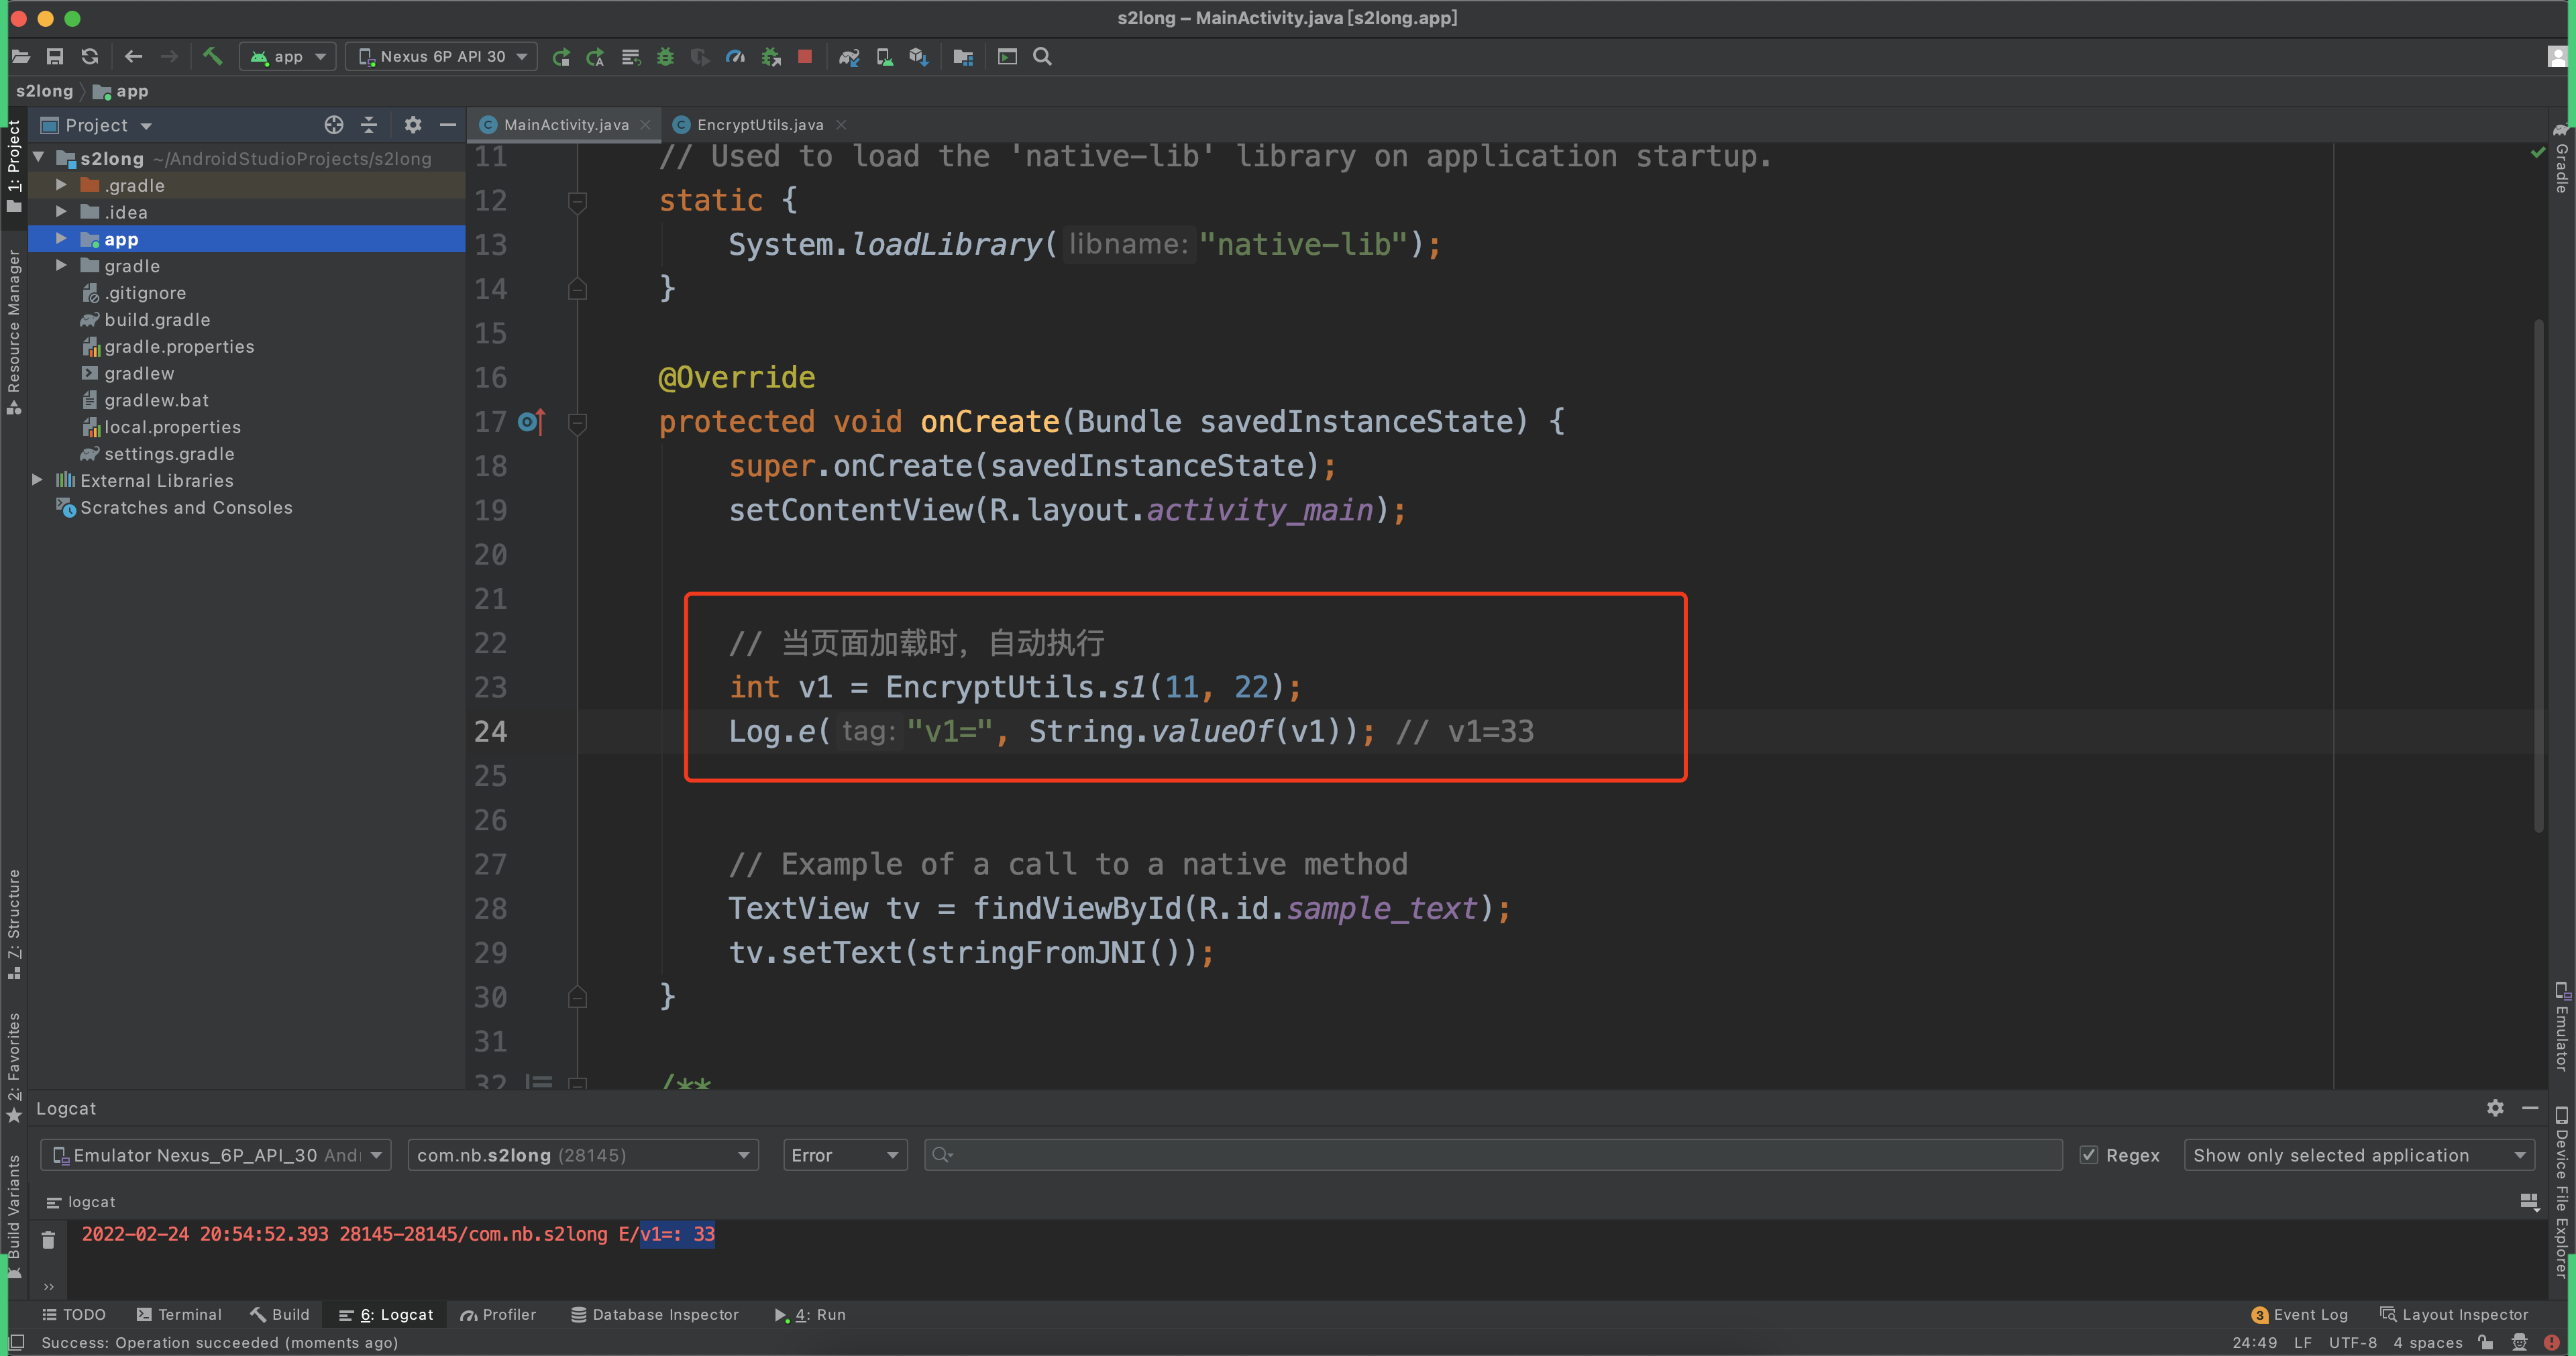 s2long – MainActivity.java [s2long.app]
app
Nexus 6P API 30
s2long
app
Project
MainActivity.java
EncryptUtils.java
1: Project
Resource Manager
7: Structure
2: Favorites
Build Variants
s2long ~/AndroidStudioProjects/s2long
.gradle
.idea
app
gradle
.gitignore
build.gradle
gradle.properties
gradlew
gradlew.bat
local.properties
settings.gradle
External Libraries
Scratches and Consoles
11 // Used to load the 'native-lib' library on application startup.
12 static {
13 System.loadLibrary( libname: "native-lib");
14 }
15
16 @Override
17 protected void onCreate(Bundle savedInstanceState) {
18 super.onCreate(savedInstanceState);
19 setContentView(R.layout.activity_main);
20
21
22 // 当页面加载时，自动执行
23 int v1 = EncryptUtils.s1(11, 22);
24 Log.e( tag: "v1=", String.valueOf(v1)); // v1=33
25
26
27 // Example of a call to a native method
28 TextView tv = findViewById(R.id.sample_text);
29 tv.setText(stringFromJNI());
30 }
31
32 /**
Gradle
Emulator
Device File Explorer
Logcat
Emulator Nexus_6P_API_30 And
com.nb.s2long (28145)
Error
Regex
Show only selected application
logcat
2022-02-24 20:54:52.393 28145-28145/com.nb.s2long E/v1=: 33
TODO
Terminal
Build
6: Logcat
Profiler
Database Inspector
4: Run
3 Event Log
Layout Inspector
Success: Operation succeeded (moments ago)
24:49 LF UTF-8 4 spaces